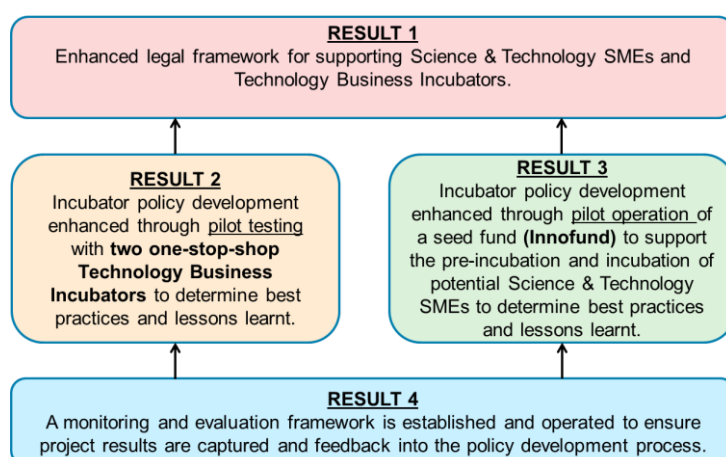 RESULT 1
Enhanced legal framework for supporting Science & Technology SMEs and
Technology Business Incubators.
RESULT 2
Incubator policy development
enhanced through pilot testing
with two one-stop-shop
Technology Business
Incubators to determine best
practices and lessons learnt.
RESULT 3
Incubator policy development
enhanced through pilot operation of
a seed fund (Innofund) to support
the pre-incubation and incubation of
potential Science & Technology
SMEs to determine best practices
and lessons learnt.
RESULT 4
A monitoring and evaluation framework is established and operated to ensure
project results are captured and feedback into the policy development process.